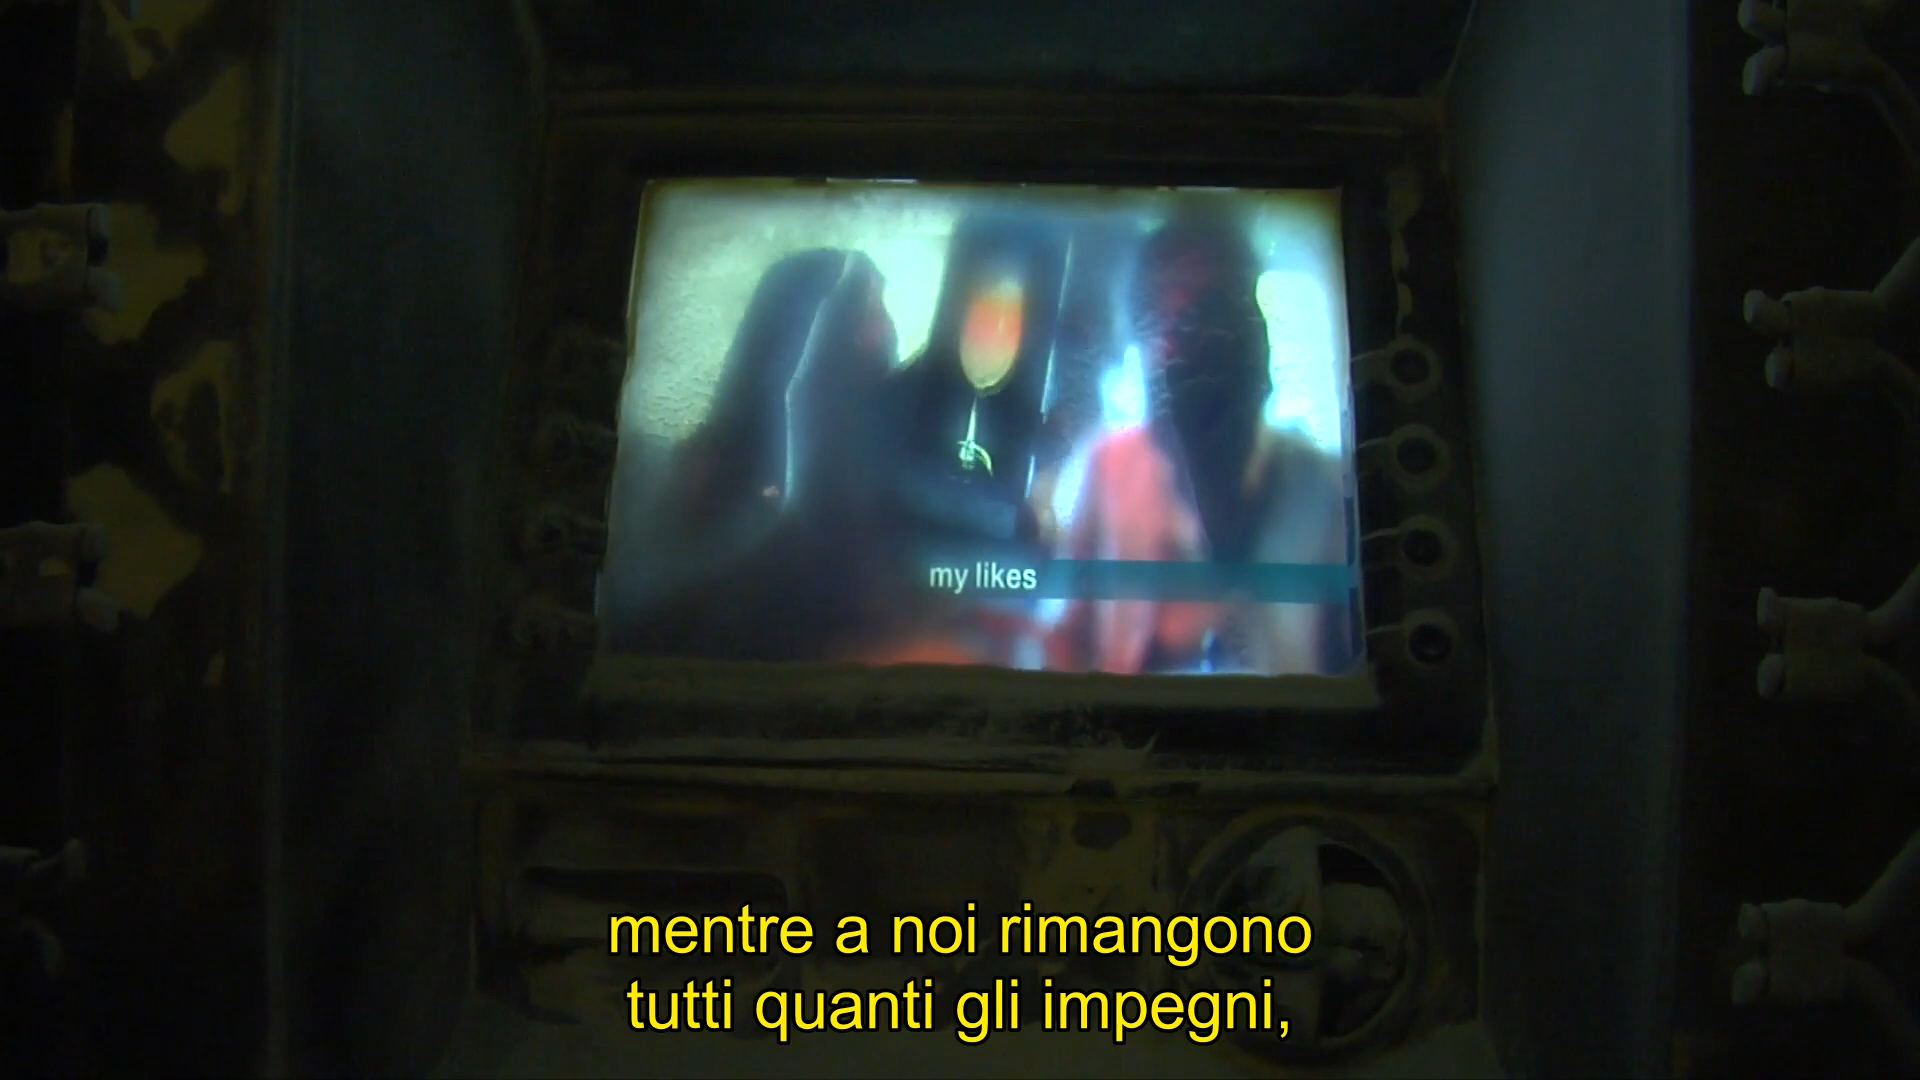 my likes
mentre a noi rimangono
tutti quanti gli impegni,